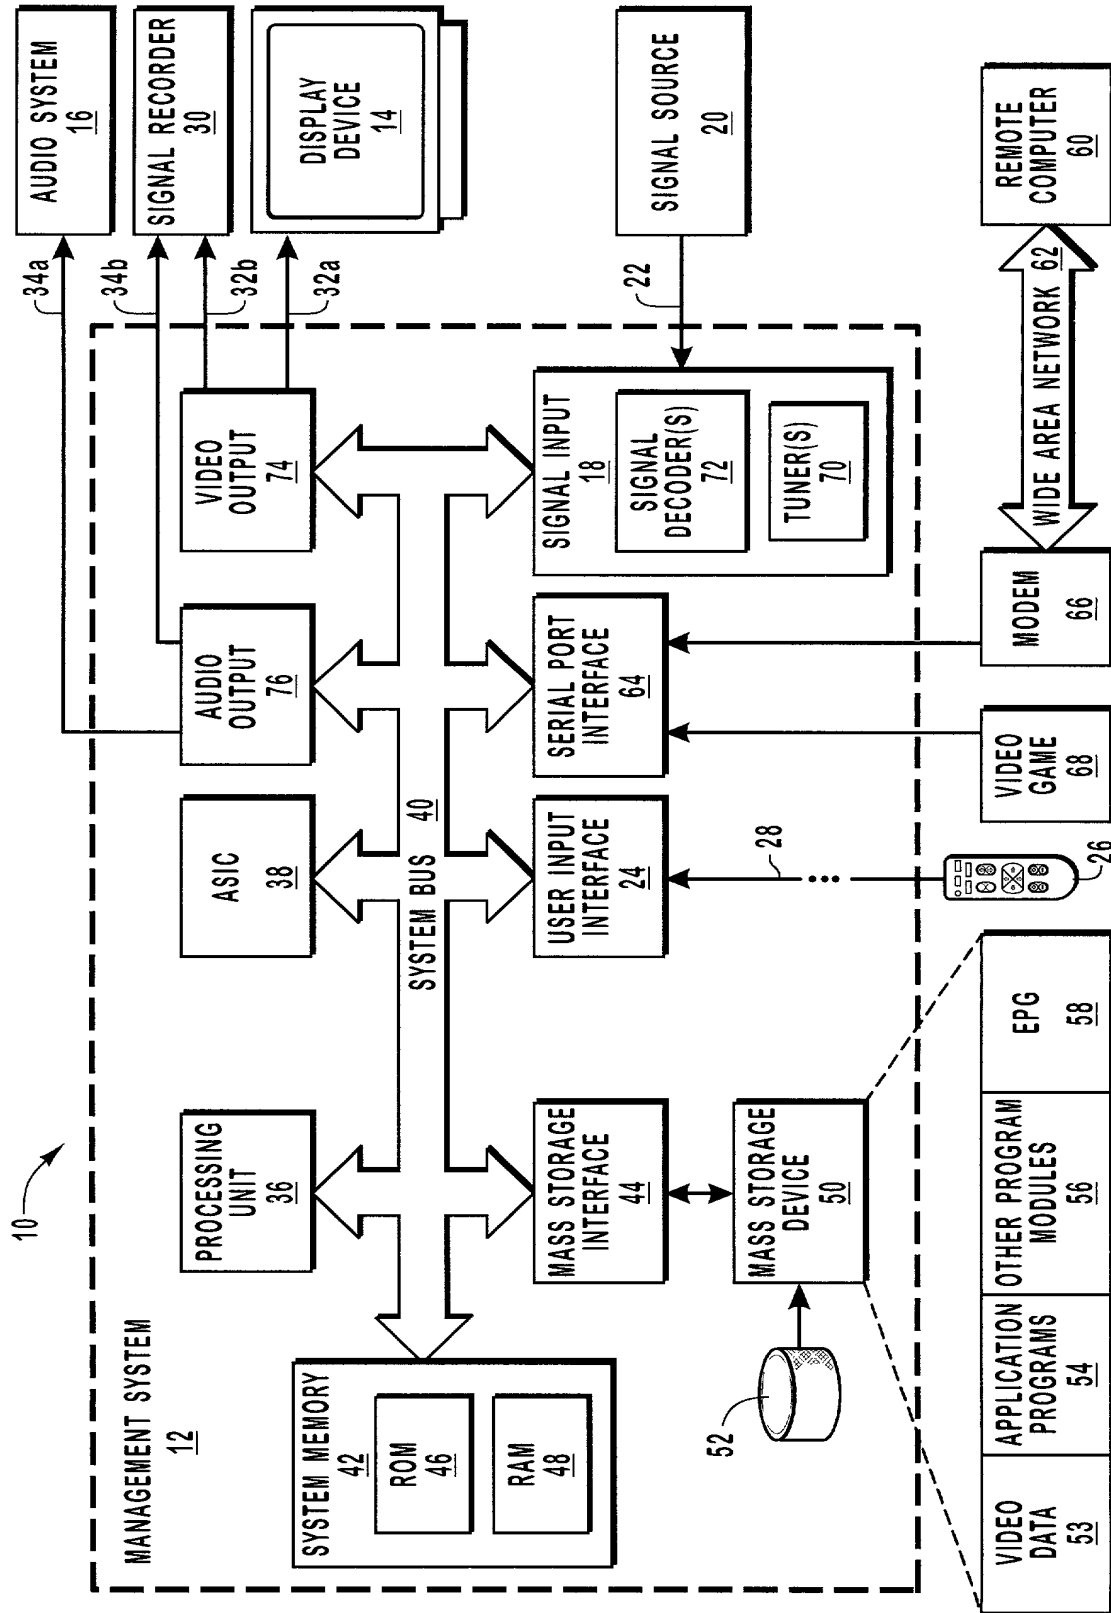 10
MANAGEMENT SYSTEM
12
AUDIO SYSTEM
16
34a
SIGNAL RECORDER
30
34b
32b
DISPLAY
DEVICE
14
32a
PROCESSING
UNIT
36
ASIC
38
AUDIO
OUTPUT
76
VIDEO
OUTPUT
74
SYSTEM MEMORY
42
ROM
46
RAM
48
SYSTEM BUS 40
MASS STORAGE
INTERFACE
44
USER INPUT
INTERFACE
24
SERIAL PORT
INTERFACE
64
SIGNAL INPUT
18
SIGNAL
DECODER(S)
72
TUNER(S)
70
SIGNAL SOURCE
20
22
52
MASS STORAGE
DEVICE
50
28
26
VIDEO
DATA
53
APPLICATION
PROGRAMS
54
OTHER PROGRAM
MODULES
56
EPG
58
VIDEO
GAME
68
MODEM
66
WIDE AREA NETWORK 62
REMOTE
COMPUTER
60